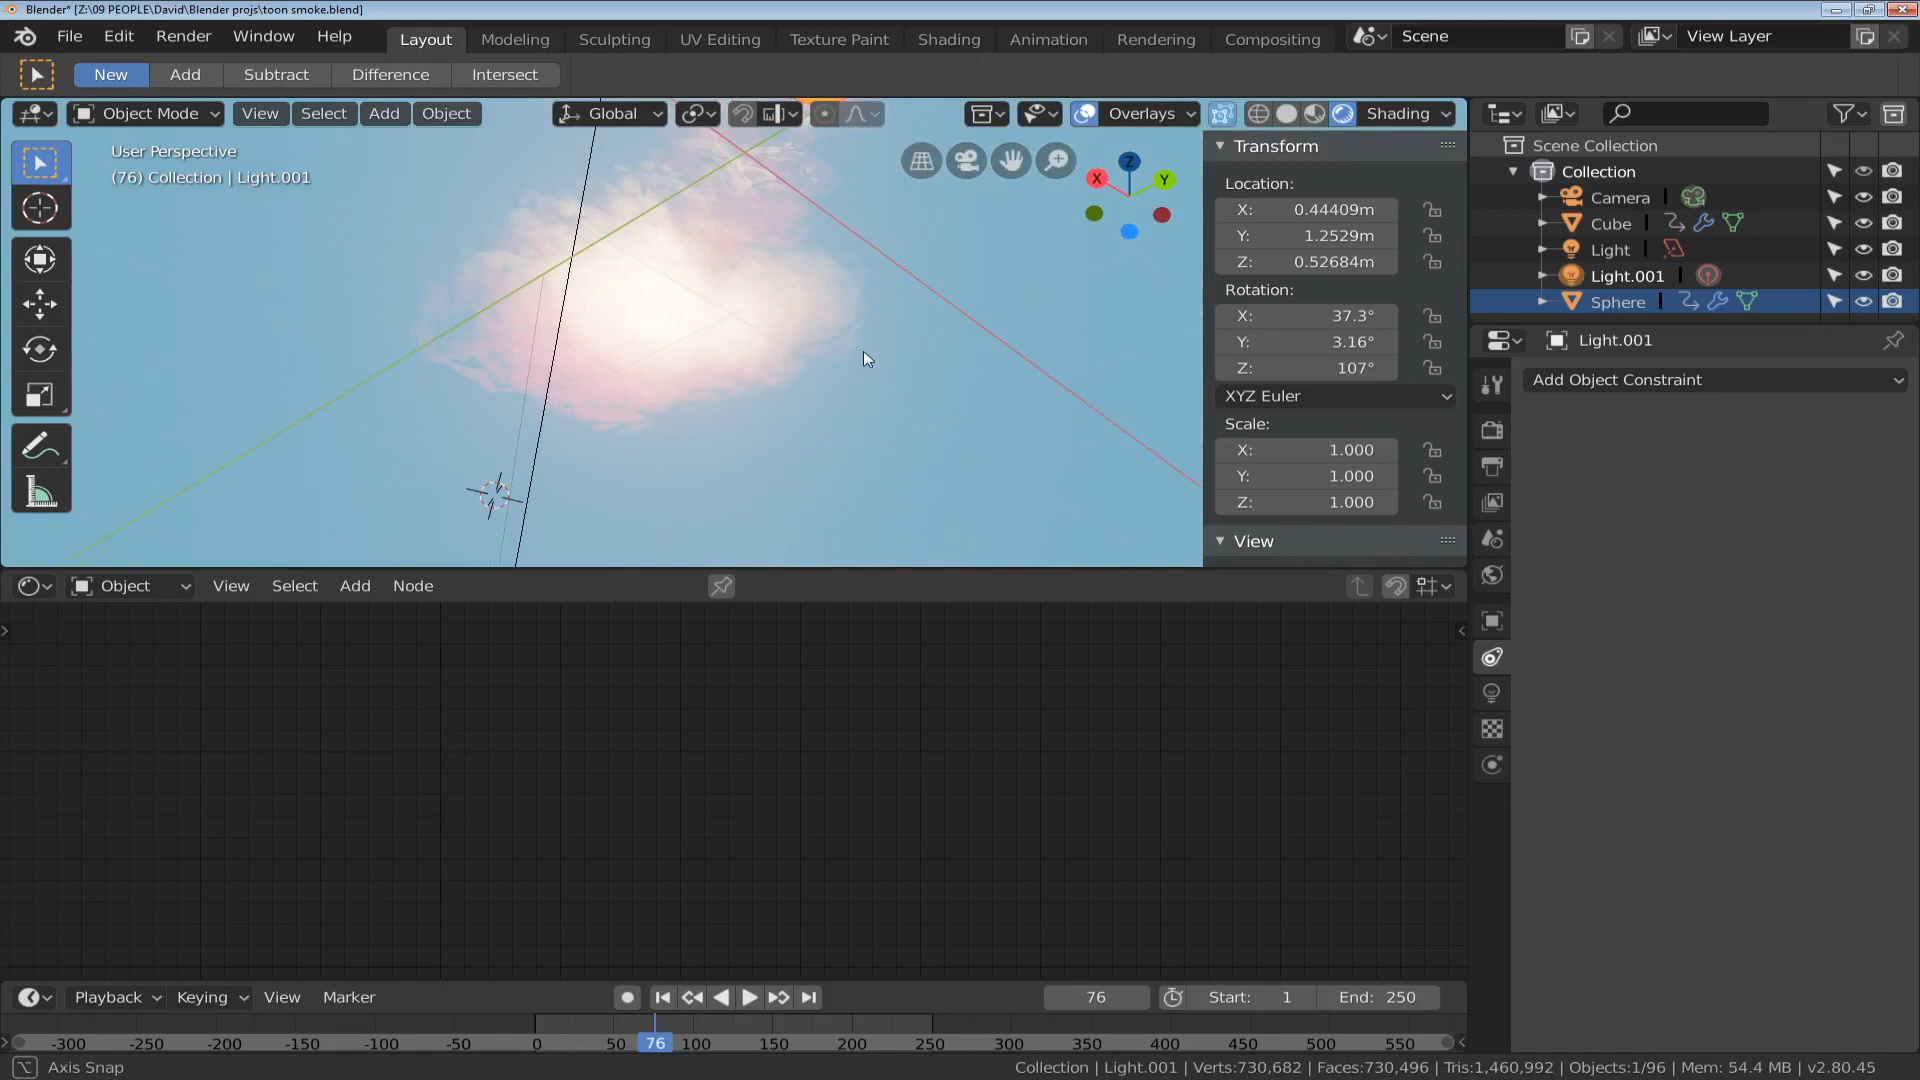 Blender* [Z:\09 PEOPLE\David\Blender projs\toon smoke.blend]
File Edit Render Window Help Layout Modeling Sculpting UV Editing Texture Paint Shading Animation Rendering Compositing Scene View Layer
New Add Subtract Difference Intersect
Object Mode View Select Add Object Global Overlays Shading
User Perspective
(76) Collection | Light.001
Z
X
Y
Transform
Location:
X: 0.44409m
Y: 1.2529m
Z: 0.52684m
Rotation:
X: 37.3°
Y: 3.16°
Z: 107°
XYZ Euler
Scale:
X: 1.000
Y: 1.000
Z: 1.000
View
Scene Collection
Collection
Camera
Cube
Light
Light.001
Sphere
Light.001
Add Object Constraint
Object View Select Add Node
Playback Keying View Marker 76 Start: 1 End: 250
-300 -250 -200 -150 -100 -50 0 50 76 100 150 200 250 300 350 400 450 500 550
Axis Snap
Collection | Light.001 | Verts:730,682 | Faces:730,496 | Tris:1,460,992 | Objects:1/96 | Mem: 54.4 MB | v2.80.45